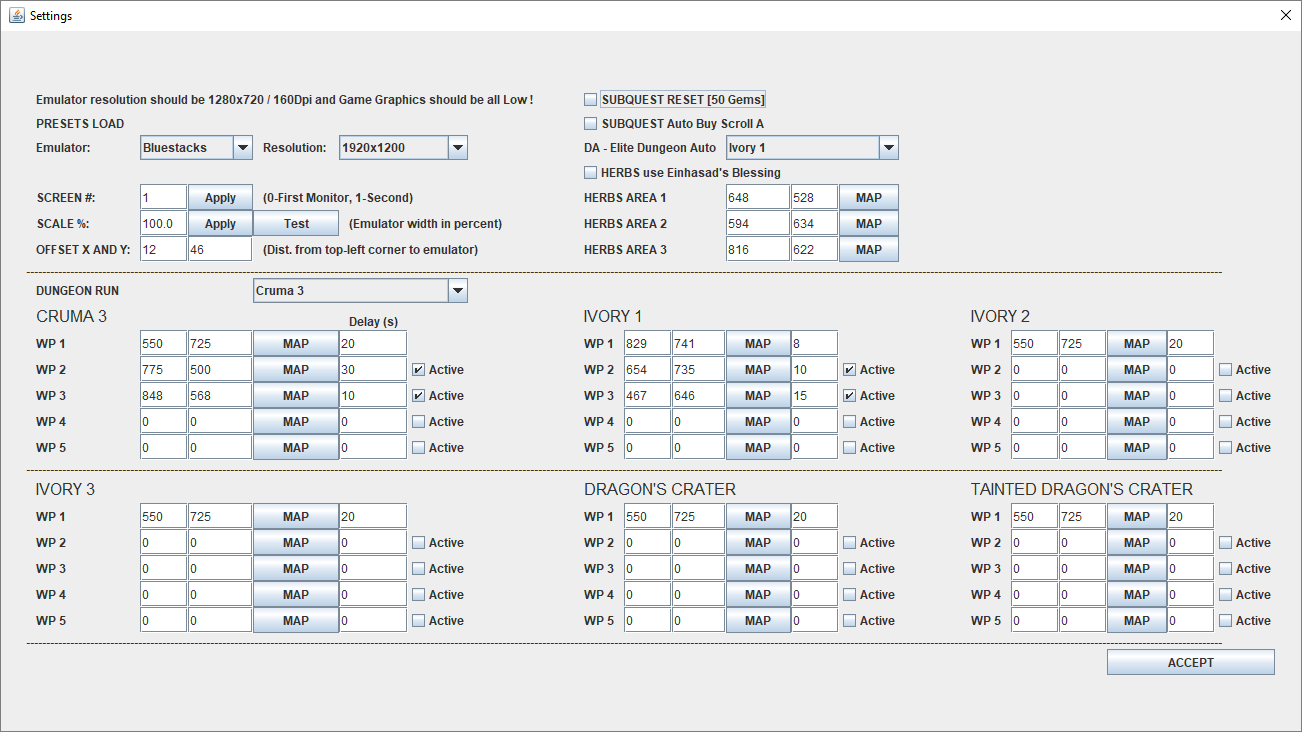 Settings
Emulator resolution should be 1280x720 / 160Dpi and Game Graphics should be all Low !
SUBQUEST RESET [50 Gems]
PRESETS LOAD
SUBQUEST Auto Buy Scroll A
Emulator: Bluestacks Resolution: 1920x1200
DA - Elite Dungeon Auto Ivory 1
HERBS use Einhasad's Blessing
SCREEN #: 1 Apply (0-First Monitor, 1-Second)
HERBS AREA 1 648 528 MAP
SCALE %: 100.0 Apply Test (Emulator width in percent)
HERBS AREA 2 594 634 MAP
OFFSET X AND Y: 12 46 (Dist. from top-left corner to emulator)
HERBS AREA 3 816 622 MAP
DUNGEON RUN Cruma 3
CRUMA 3 Delay (s)
WP 1 550 725 MAP 20
WP 2 775 500 MAP 30 Active
WP 3 848 568 MAP 10 Active
WP 4 0 0 MAP 0 Active
WP 5 0 0 MAP 0 Active
IVORY 1
WP 1 829 741 MAP 8
WP 2 654 735 MAP 10 Active
WP 3 467 646 MAP 15 Active
WP 4 0 0 MAP 0 Active
WP 5 0 0 MAP 0 Active
IVORY 2
WP 1 550 725 MAP 20
WP 2 0 0 MAP 0 Active
WP 3 0 0 MAP 0 Active
WP 4 0 0 MAP 0 Active
WP 5 0 0 MAP 0 Active
IVORY 3
WP 1 550 725 MAP 20
WP 2 0 0 MAP 0 Active
WP 3 0 0 MAP 0 Active
WP 4 0 0 MAP 0 Active
WP 5 0 0 MAP 0 Active
DRAGON'S CRATER
WP 1 550 725 MAP 20
WP 2 0 0 MAP 0 Active
WP 3 0 0 MAP 0 Active
WP 4 0 0 MAP 0 Active
WP 5 0 0 MAP 0 Active
TAINTED DRAGON'S CRATER
WP 1 550 725 MAP 20
WP 2 0 0 MAP 0 Active
WP 3 0 0 MAP 0 Active
WP 4 0 0 MAP 0 Active
WP 5 0 0 MAP 0 Active
ACCEPT